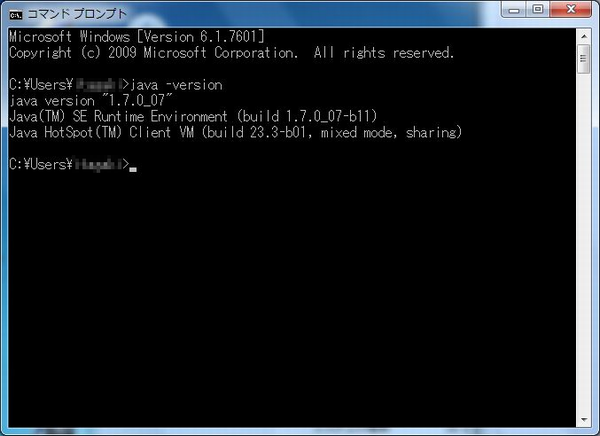 コマンド プロンプト
Microsoft Windows [Version 6.1.7601]
Copyright (c) 2009 Microsoft Corporation.  All rights reserved.
C:¥Users¥>java -version
java version "1.7.0_07"
Java(TM) SE Runtime Environment (build 1.7.0_07-b11)
Java HotSpot(TM) Client VM (build 23.3-b01, mixed mode, sharing)
C:¥Users¥>_